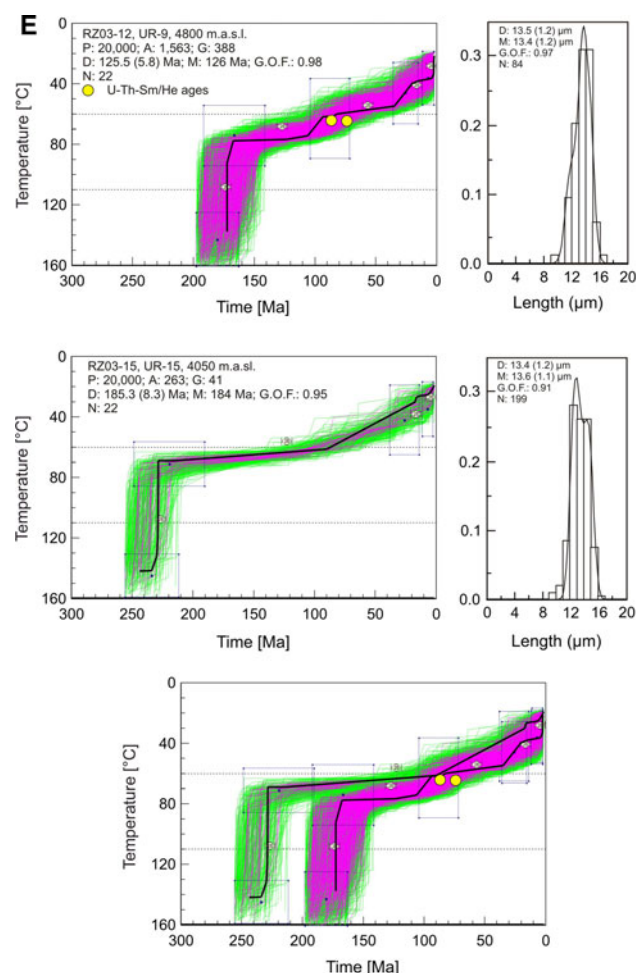 E
RZ03-12, UR-9, 4800 m.a.s.l.
P: 20,000; A: 1,563; G: 388
D: 125.5 (5.8) Ma; M: 126 Ma; G.O.F.: 0.98
N: 22
U-Th-Sm/He ages
Temperature [°C]
0
40
80
120
160
300
250
200
150
100
50
0
Time [Ma]
D: 13.5 (1.2) µm
M: 13.4 (1.2) µm
G.O.F.: 0.97
N: 84
0.3
0.2
0.1
0
0
4
8
12
16
20
Length (µm)
RZ03-15, UR-15, 4050 m.a.sl.
P: 20,000; A: 263; G: 41
D: 185.3 (8.3) Ma; M: 184 Ma; G.O.F.: 0.95
N: 22
Temperature [°C]
0
20
40
60
80
100
120
140
160
300
250
200
150
100
50
0
Time [Ma]
D: 13.4 (1.2) µm
M: 13.6 (1.1) µm
G.O.F.: 0.91
N: 199
0.3
0.2
0.1
0
0
4
8
12
16
20
Length (µm)
Temperature [°C]
0
40
80
120
160
300
250
200
150
100
50
0
Time [Ma]